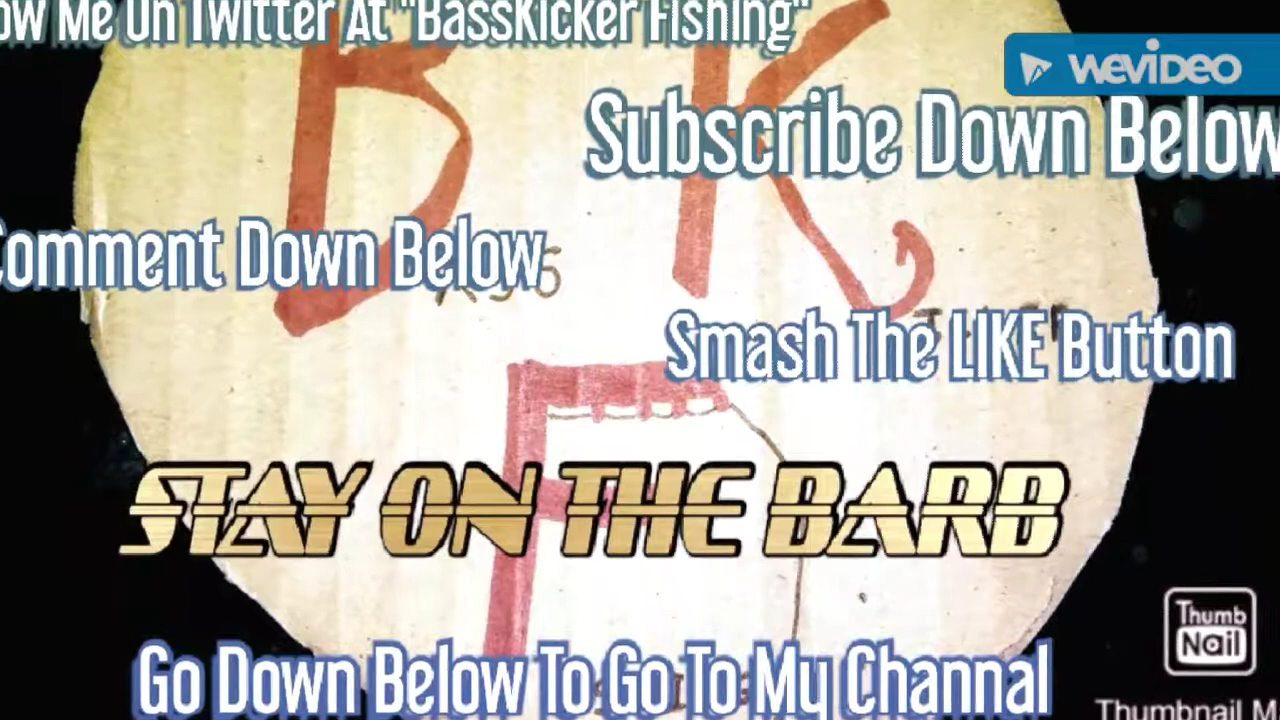 ow Me On Twitter At "BassKicker Fishing"
wevideo
Subscribe Down Below
Comment Down Below.
Smash The LIKE Button
B K
F
STAY ON THE BARB
Go Down Below To Go To My Channal
Thumb
Nail
Thumbnail M